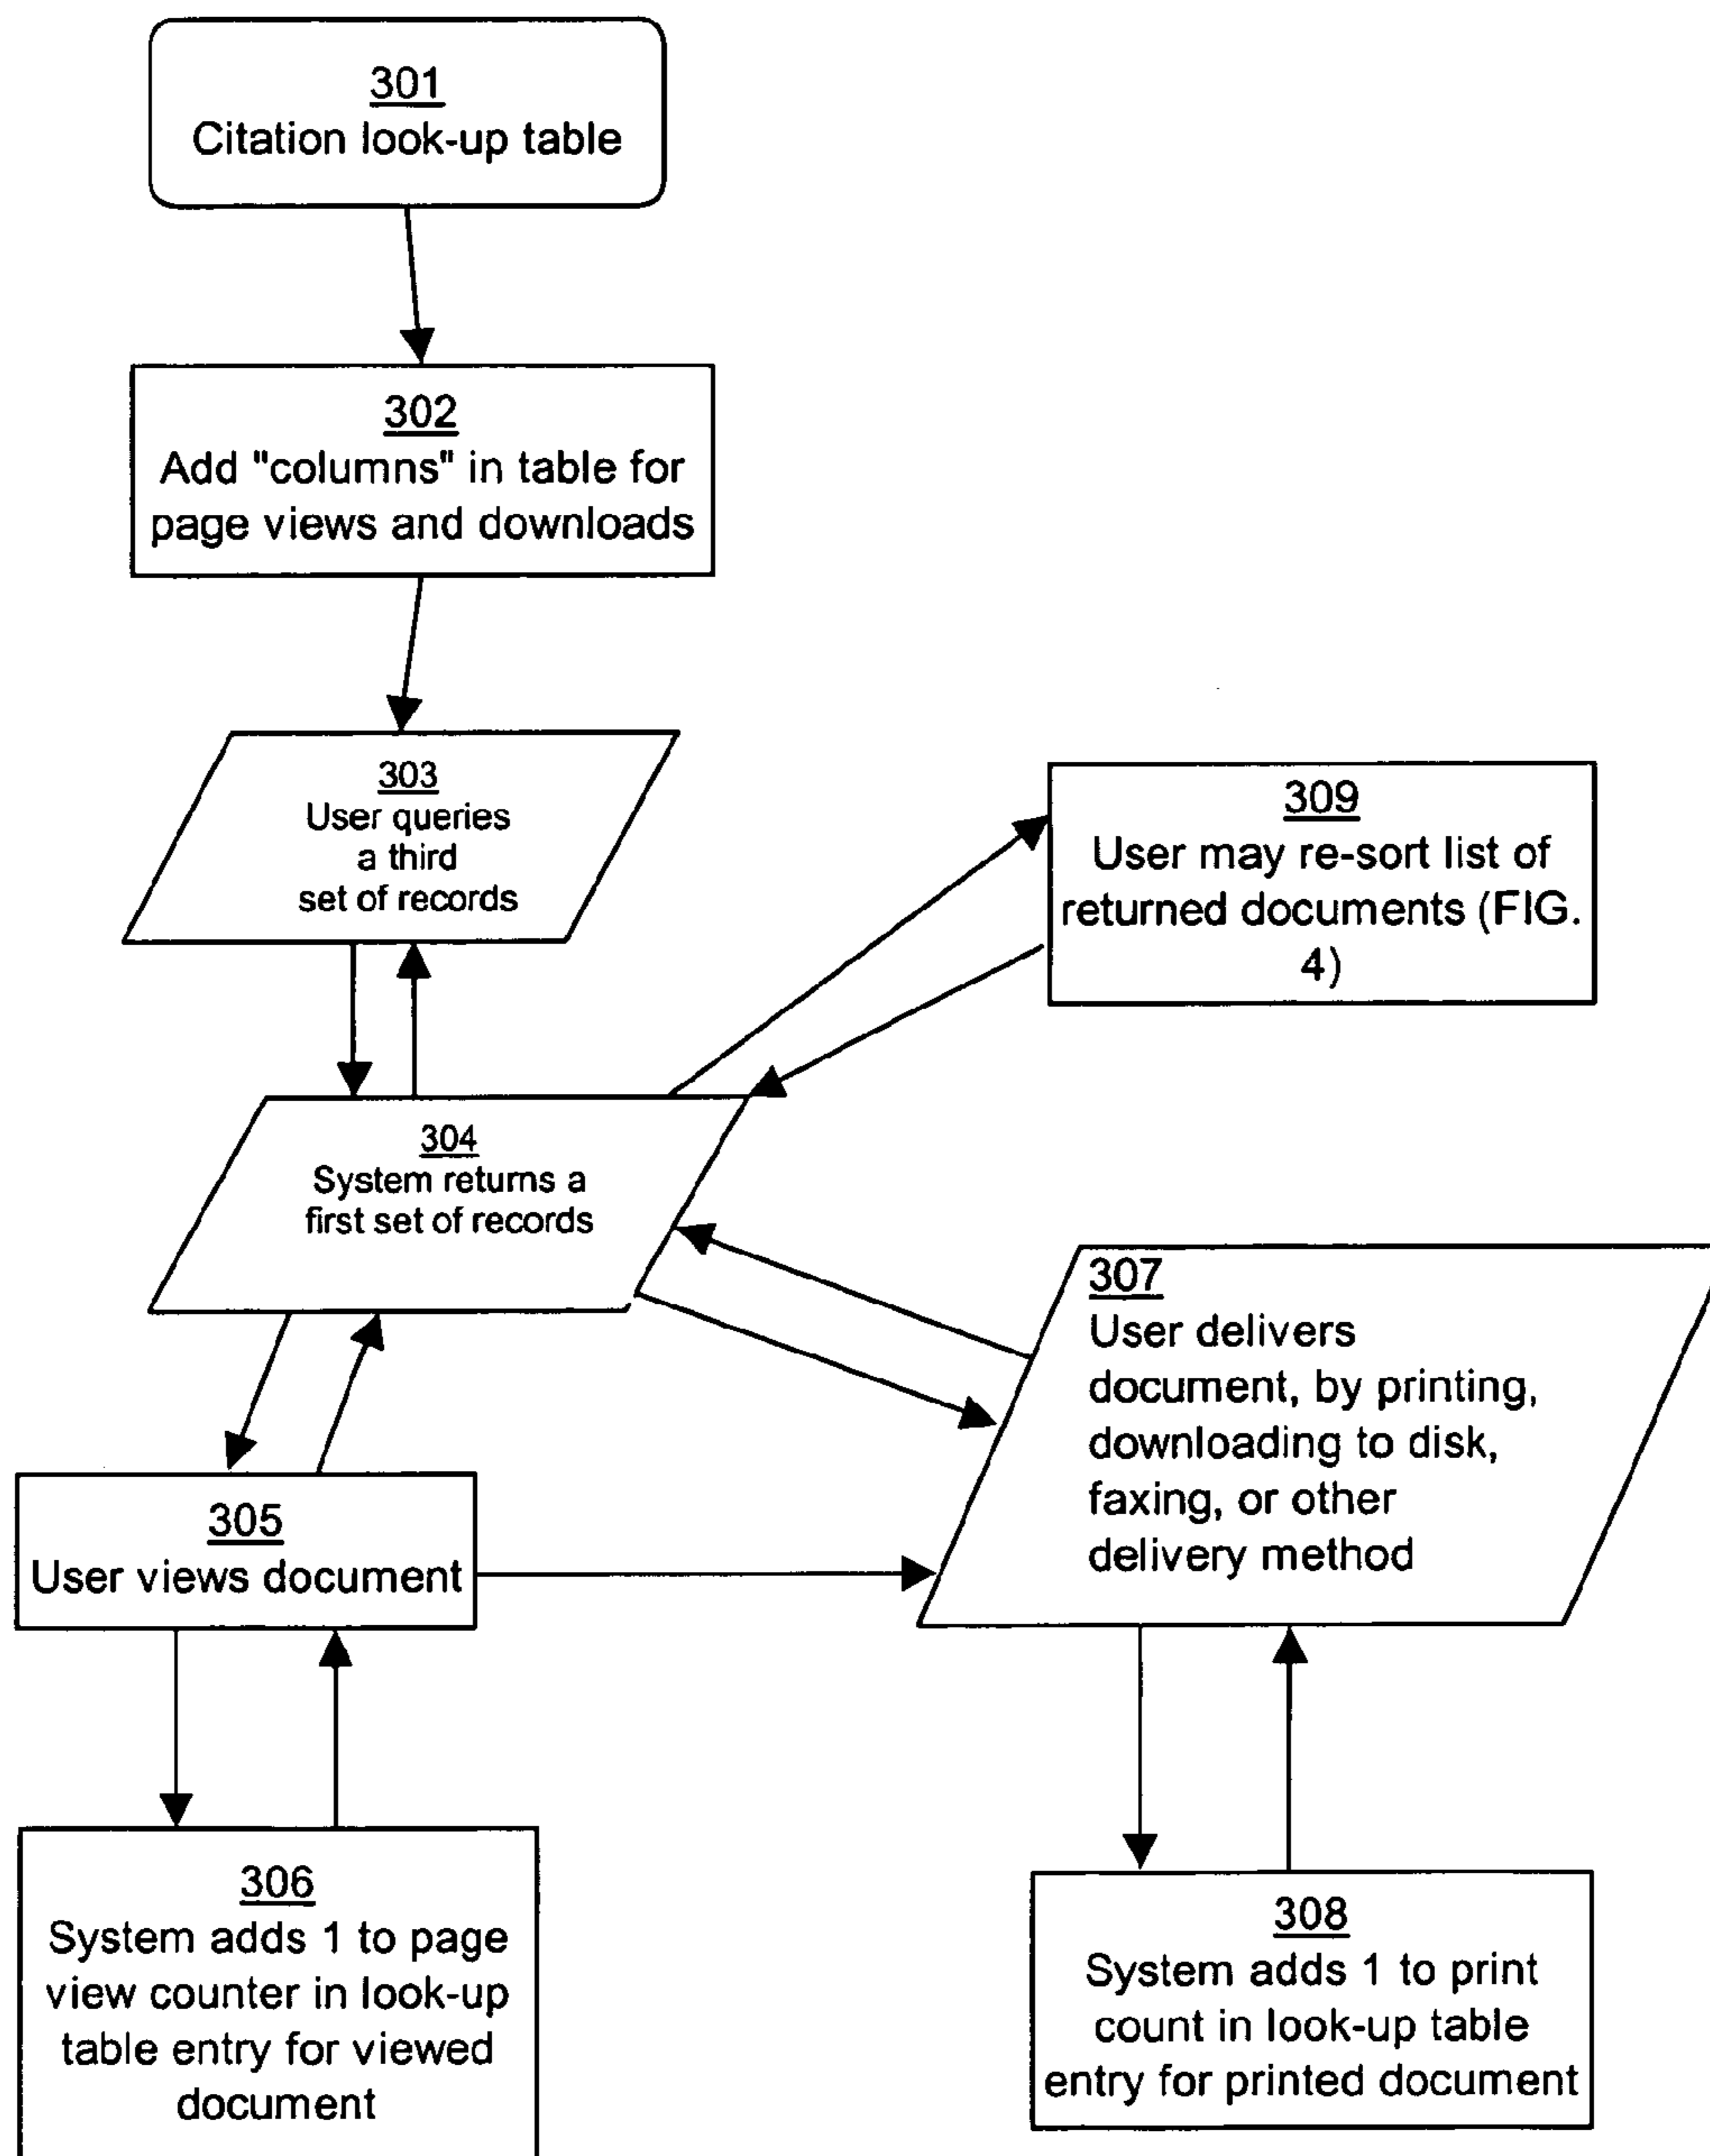 301
Citation look-up table
302
Add "columns" in table for
page views and downloads
303
User queries
a third
set of records
309
User may re-sort list of
returned documents (FIG.
4)
304
System returns a
first set of records
307
User delivers
document, by printing,
downloading to disk,
faxing, or other
delivery method
305
User views document
306
System adds 1 to page
view counter in look-up
table entry for viewed
document
308
System adds 1 to print
count in look-up table
entry for printed document